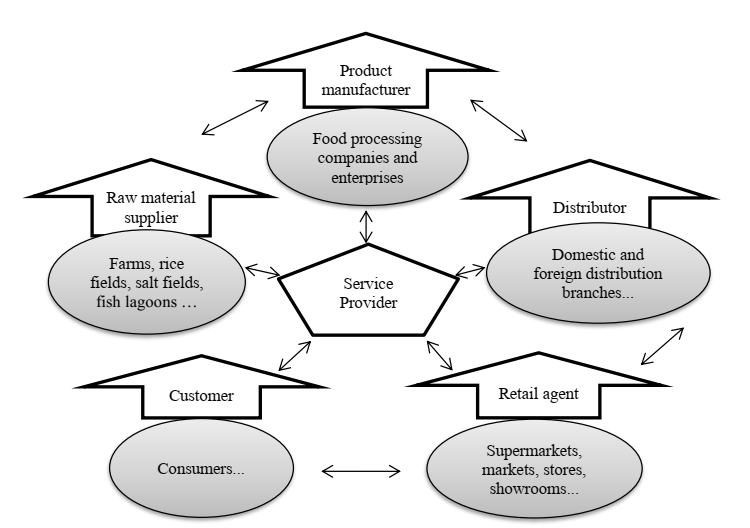 Product
manufacturer
Food processing
companies and
enterprises
Raw material
supplier
Farms, rice
fields, salt fields,
fish lagoons …
Distributor
Domestic and
foreign distribution
branches...
Service
Provider
Customer
Consumers...
Retail agent
Supermarkets,
markets, stores,
showrooms...